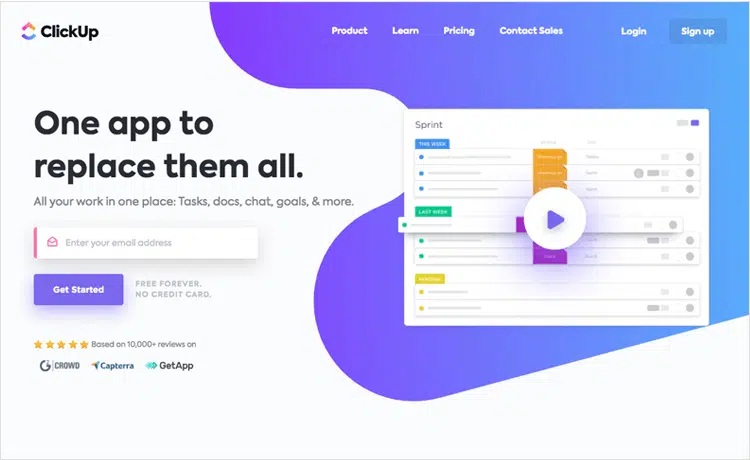 ClickUp
Product Learn Pricing Contact Sales Login Sign up
One app to
replace them all.
All your work in one place: Tasks, docs, chat, goals, & more.
Enter your email address
Get Started
FREE FOREVER.
NO CREDIT CARD.
Based on 10,000+ reviews on
G CROWD Capterra GetApp
Sprint
THIS WEEK
LAST WEEK